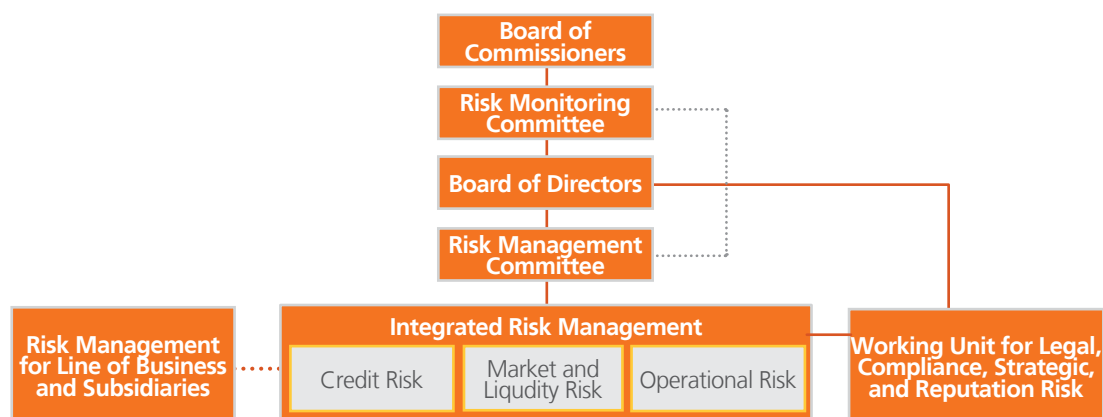 Board of
Commissioners
Risk Monitoring
Committee
Board of Directors
Risk Management
Committee
Risk Management
for Line of Business
and Subsidiaries
Integrated Risk Management
Credit Risk
Market and
Liqudity Risk
Operational Risk
Working Unit for Legal,
Compliance, Strategic,
and Reputation Risk